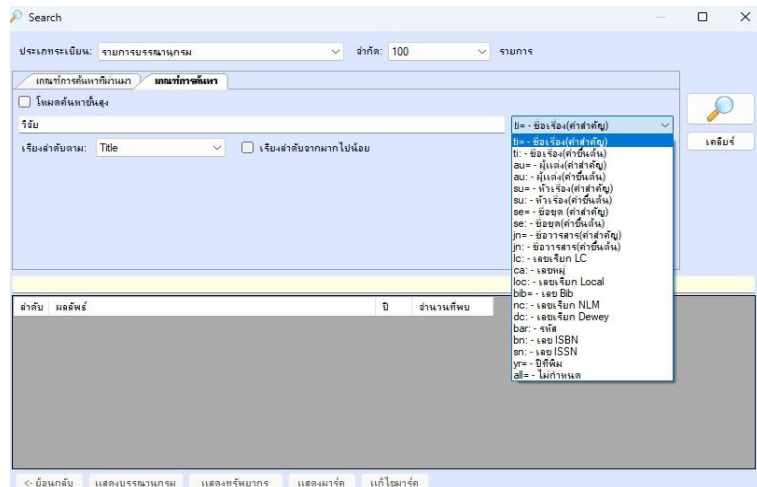 Search
ประเภทระเบียน: รายการบรรณานุกรม จำกัด: 100 รายการ
เกณฑ์การค้นหาที่ผ่านมา เกณฑ์การค้นหา
โหมดค้นหาขั้นสูง
วิจัย ti= - ชื่อเรื่อง(คำสำคัญ)
เรียงลำดับตาม: Title เรียงลำดับจากมากไปน้อย
เคลียร์
ti= - ชื่อเรื่อง(คำสำคัญ)
ti: - ชื่อเรื่อง(คำขึ้นต้น)
au= - ผู้แต่ง(คำสำคัญ)
au: - ผู้แต่ง(คำขึ้นต้น)
su= - หัวเรื่อง(คำสำคัญ)
su: - หัวเรื่อง(คำขึ้นต้น)
se= - ชื่อชุด (คำสำคัญ)
se: - ชื่อชุด(คำขึ้นต้น)
jn= - ชื่อวารสาร(คำสำคัญ)
jn: - ชื่อวารสาร(คำขึ้นต้น)
lc: - เลขเรียก LC
ca: - เลขหมู่
loc: - เลขเรียก Local
bib= - เลข Bib
nc: - เลขเรียก NLM
dc: - เลขเรียก Dewey
bar: - รหัส
bn: - เลข ISBN
sn: - เลข ISSN
yr= - ปีที่พิม
all= - ไม่กำหนด
ลำดับ ผลลัพธ์ ปี จำนวนที่พบ
<- ย้อนกลับ แสดงบรรณานุกรม แสดงทรัพยากร แสดงมาร์ค แก้ไขมาร์ค